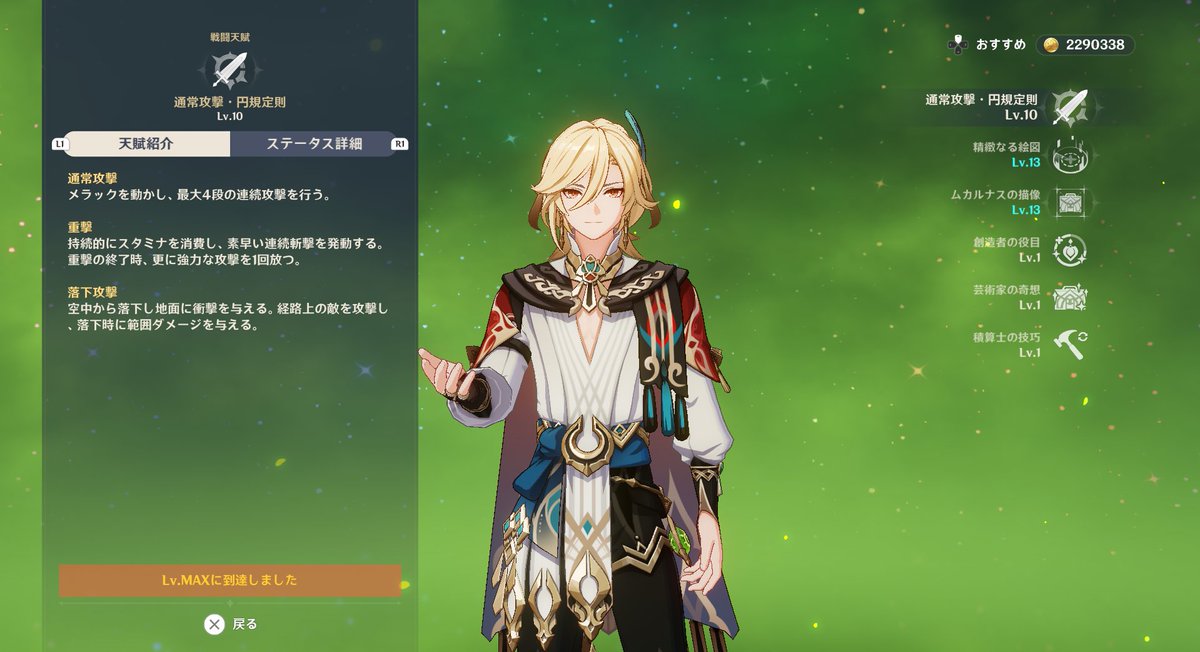 戦闘天賦
通常攻撃・円規定則
Lv.10
L1
天賦紹介
ステータス詳細
R1
通常攻撃
メラックを動かし、最大4段の連続攻撃を行う。
重撃
持続的にスタミナを消費し、素早い連続斬撃を発動する。
重撃の終了時、更に強力な攻撃を1回放つ。
落下攻撃
空中から落下し地面に衝撃を与える。経路上の敵を攻撃し
、落下時に範囲ダメージを与える。
Lv.MAXに到達しました
戻る
おすすめ
2290338
通常攻撃・円規定則
Lv.10
精緻なる絵図
Lv.13
ムカルナスの描像
Lv.13
創造者の役目
Lv.1
芸術家の奇想
Lv.1
積算士の技巧
Lv.1